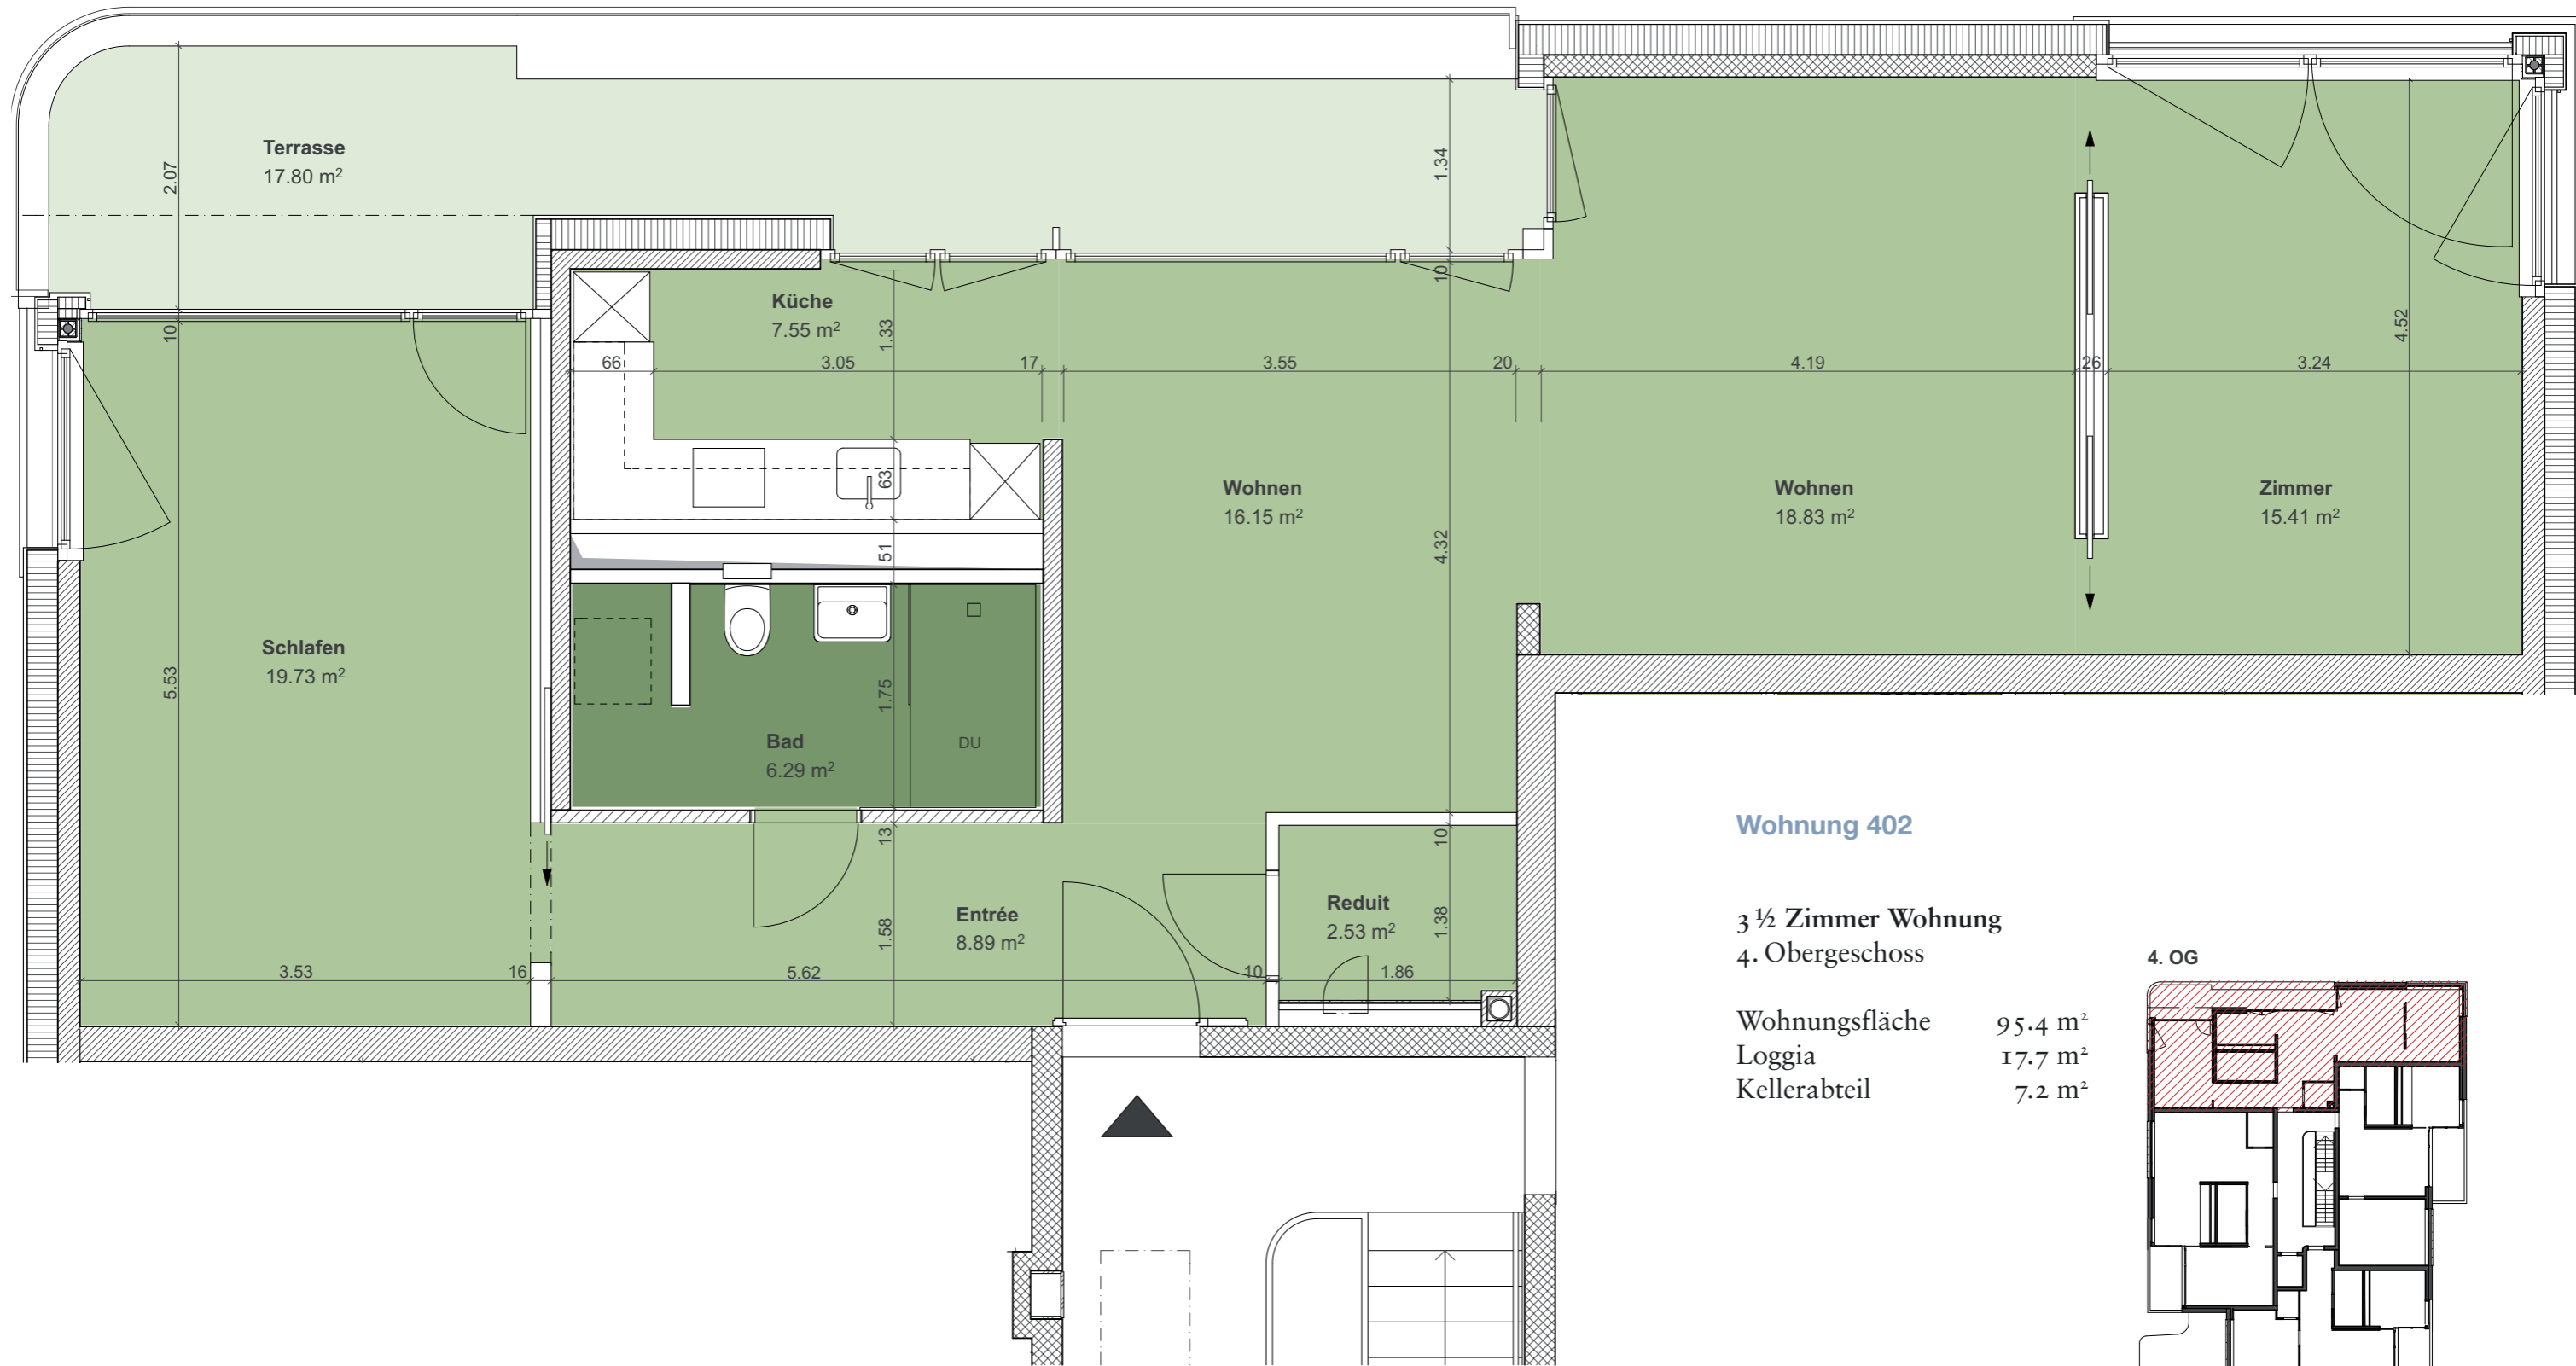 Terrasse
17.80 m²
2.07
1.34
10
10
Küche
7.55 m²
1.33
4.52
66
3.05
17
3.55
20
4.19
26
3.24
63
Wohnen
16.15 m²
Wohnen
18.83 m²
Zimmer
15.41 m²
51
4.32
Schlafen
19.73 m²
5.53
1.75
Bad
6.29 m²
DU
13
10
Entrée
8.89 m²
Reduit
2.53 m²
1.58
1.38
3.53
16
5.62
10
1.86
Wohnung 402
3 ½ Zimmer Wohnung
4. Obergeschoss
Wohnungsfläche 95.4 m²
Loggia 17.7 m²
Kellerabteil 7.2 m²
4. OG